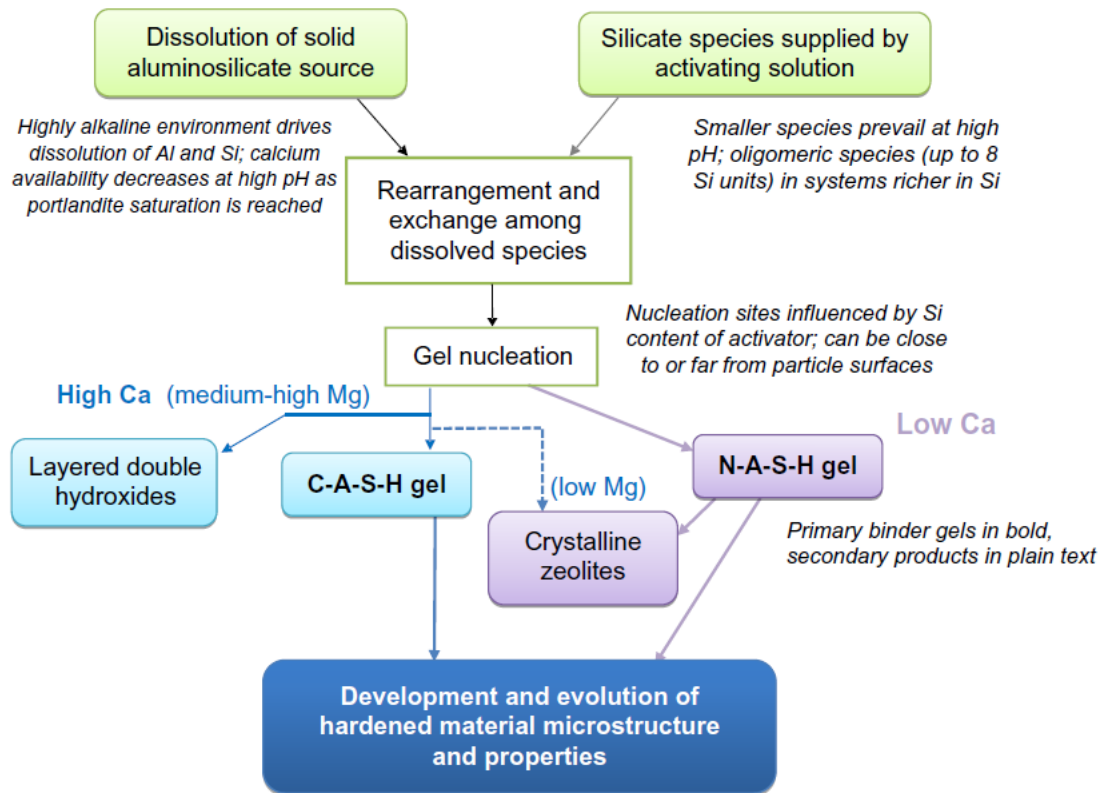 Dissolution of solid
aluminosilicate source
Silicate species supplied by
activating solution
Highly alkaline environment drives
dissolution of Al and Si; calcium
availability decreases at high pH as
portlandite saturation is reached
Smaller species prevail at high
pH; oligomeric species (up to 8
Si units) in systems richer in Si
Rearrangement and
exchange among
dissolved species
Nucleation sites influenced by Si
content of activator; can be close
to or far from particle surfaces
Gel nucleation
High Ca (medium-high Mg)
Low Ca
Layered double
hydroxides
C-A-S-H gel
(low Mg)
N-A-S-H gel
Crystalline
zeolites
Primary binder gels in bold,
secondary products in plain text
Development and evolution of
hardened material microstructure
and properties